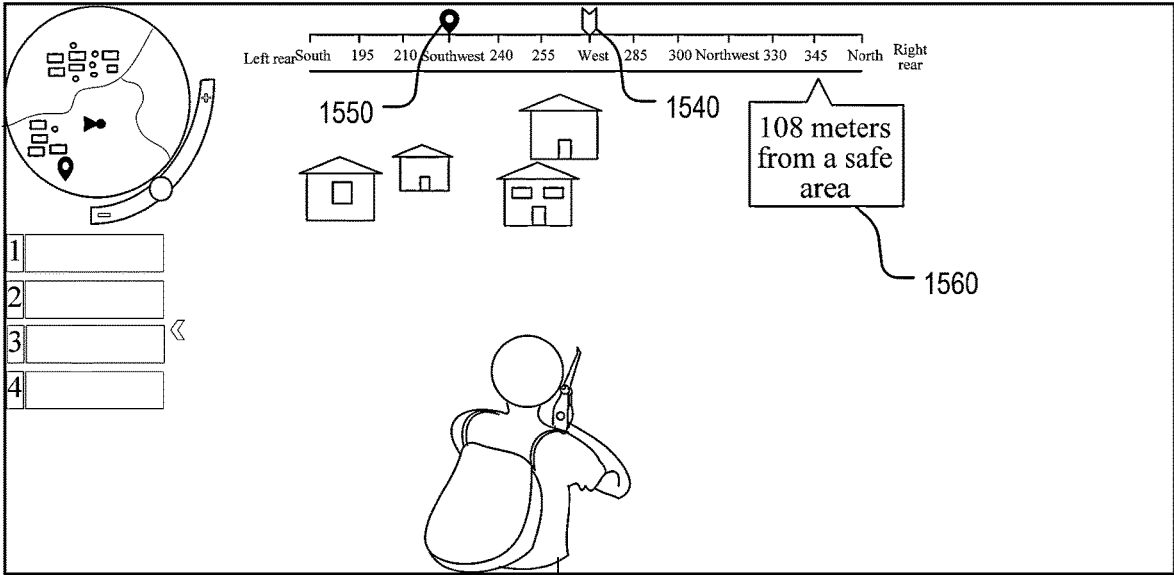 Left rear South 195 210 Southwest 240 255 West 285 300 Northwest 330 345 North Right rear
1550
1540
108 meters
from a safe
area
1560
1
2
3
4